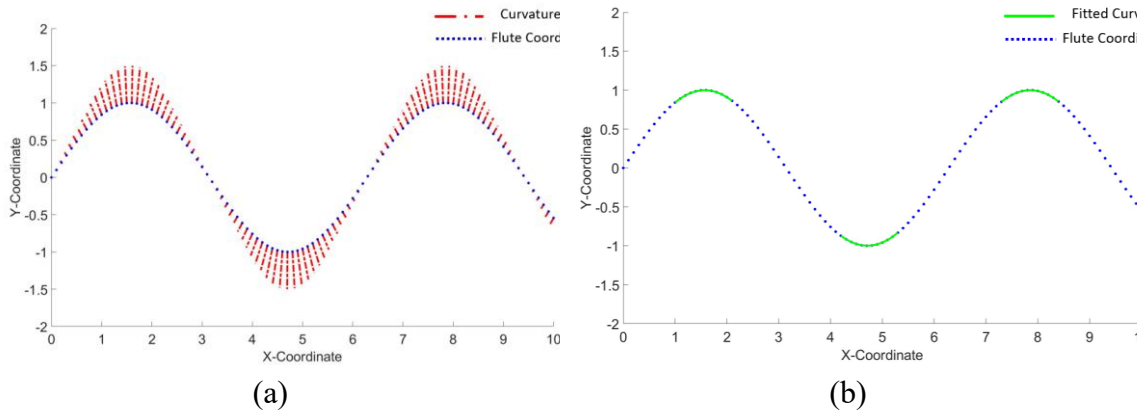 Curvature
Flute Coord
2
1.5
1
0.5
0
-0.5
-1
-1.5
-2
Y-Coordinate
0 1 2 3 4 5 6 7 8 9 10
X-Coordinate
(a)
Fitted Curv
Flute Coordi
2
1.5
1
0.5
0
-0.5
-1
-1.5
-2
Y-Coordinate
0 1 2 3 4 5 6 7 8 9 1
X-Coordinate
(b)